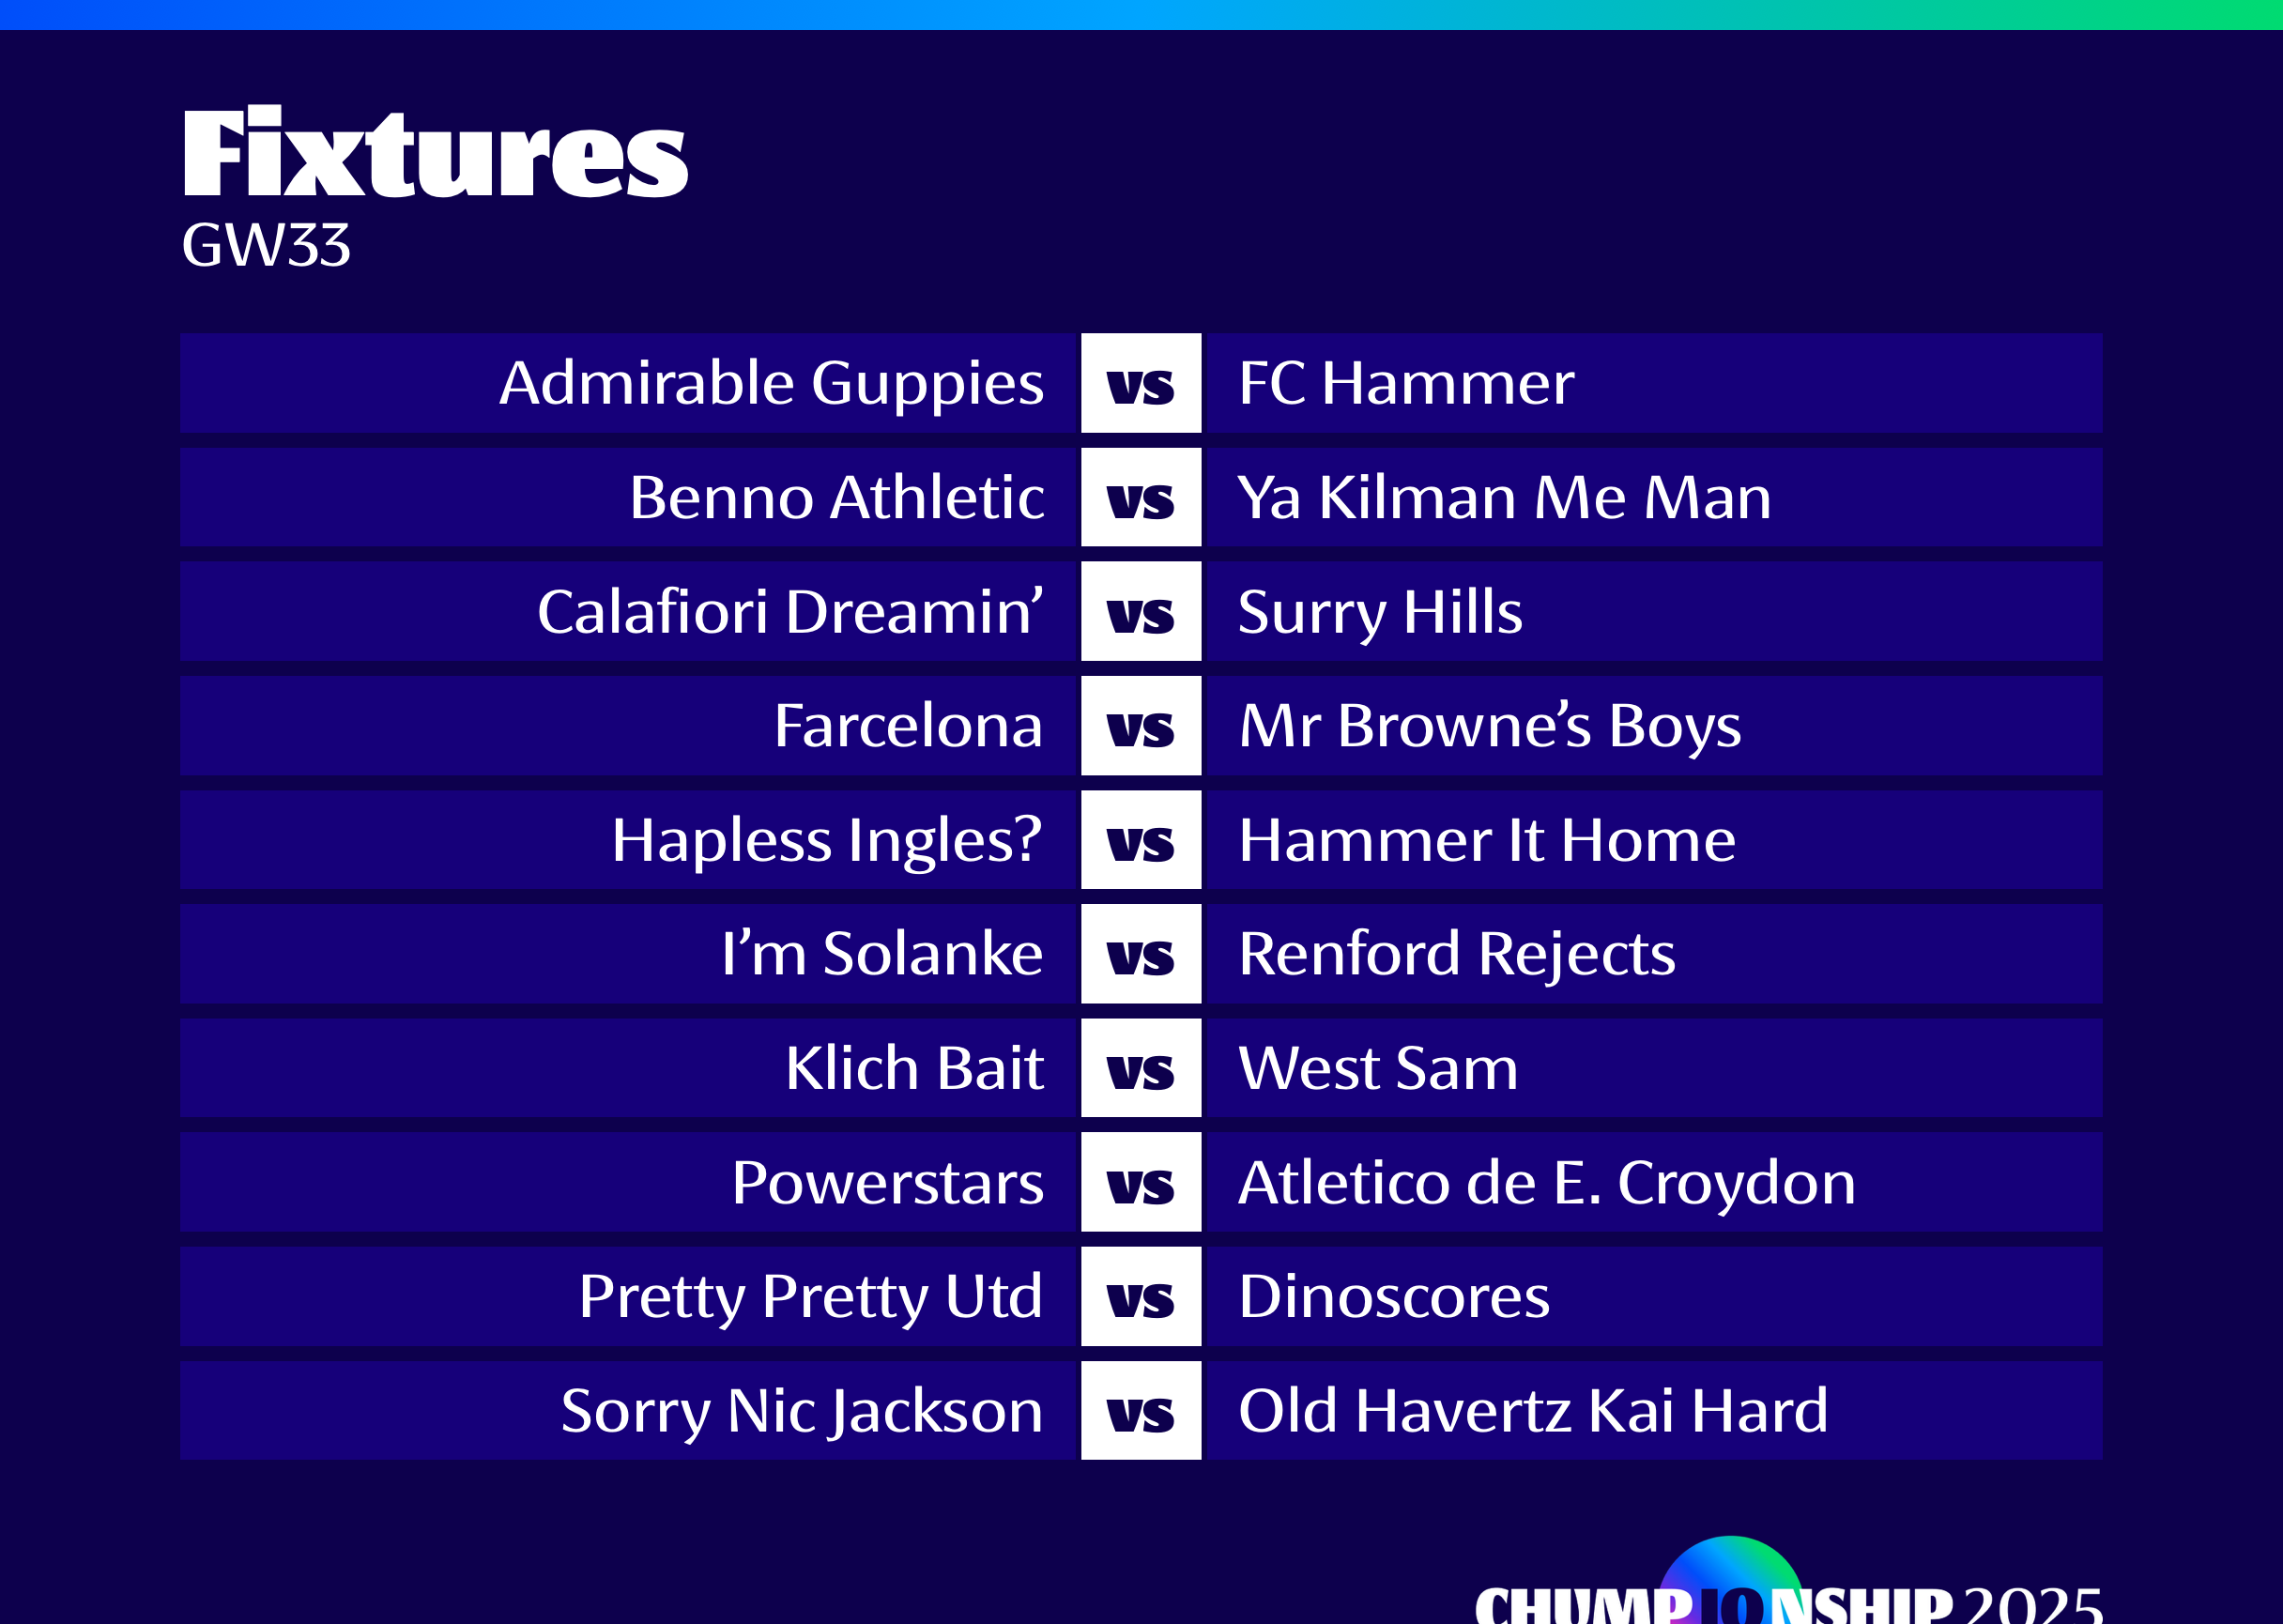 Fixtures
GW33
Admirable Guppies vs FC Hammer
Benno Athletic vs Ya Kilman Me Man
Calafiori Dreamin’ vs Surry Hills
Farcelona vs Mr Browne’s Boys
Hapless Ingles? vs Hammer It Home
I’m Solanke vs Renford Rejects
Klich Bait vs West Sam
Powerstars vs Atletico de E. Croydon
Pretty Pretty Utd vs Dinoscores
Sorry Nic Jackson vs Old Havertz Kai Hard
CHUMPIONSHIP 2025